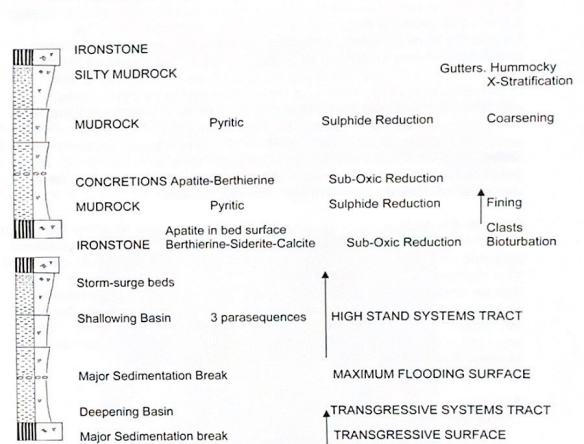 IRONSTONE
SILTY MUDROCK
Gutters. Hummocky
X-Stratification
MUDROCK Pyritic Sulphide Reduction Coarsening
CONCRETIONS Apatite-Berthierine Sub-Oxic Reduction
MUDROCK Pyritic Sulphide Reduction Fining
Apatite in bed surface Clasts
IRONSTONE Berthierine-Siderite-Calcite Sub-Oxic Reduction Bioturbation
Storm-surge beds
Shallowing Basin 3 parasequences HIGH STAND SYSTEMS TRACT
Major Sedimentation Break MAXIMUM FLOODING SURFACE
Deepening Basin TRANSGRESSIVE SYSTEMS TRACT
Major Sedimentation break TRANSGRESSIVE SURFACE